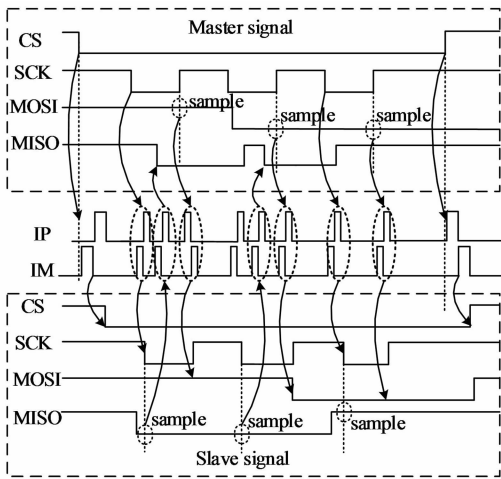 Master signal
CS
SCK
MOSI
sample
sample
sample
MISO
IP
IM
CS
SCK
MOSI
MISO
sample
sample
sample
Slave signal